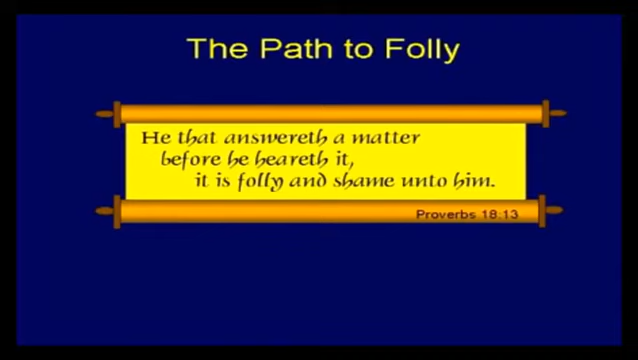 The Path to Folly
He that answereth a matter
before he heareth it,
it is folly and shame unto him.
Proverbs 18:13